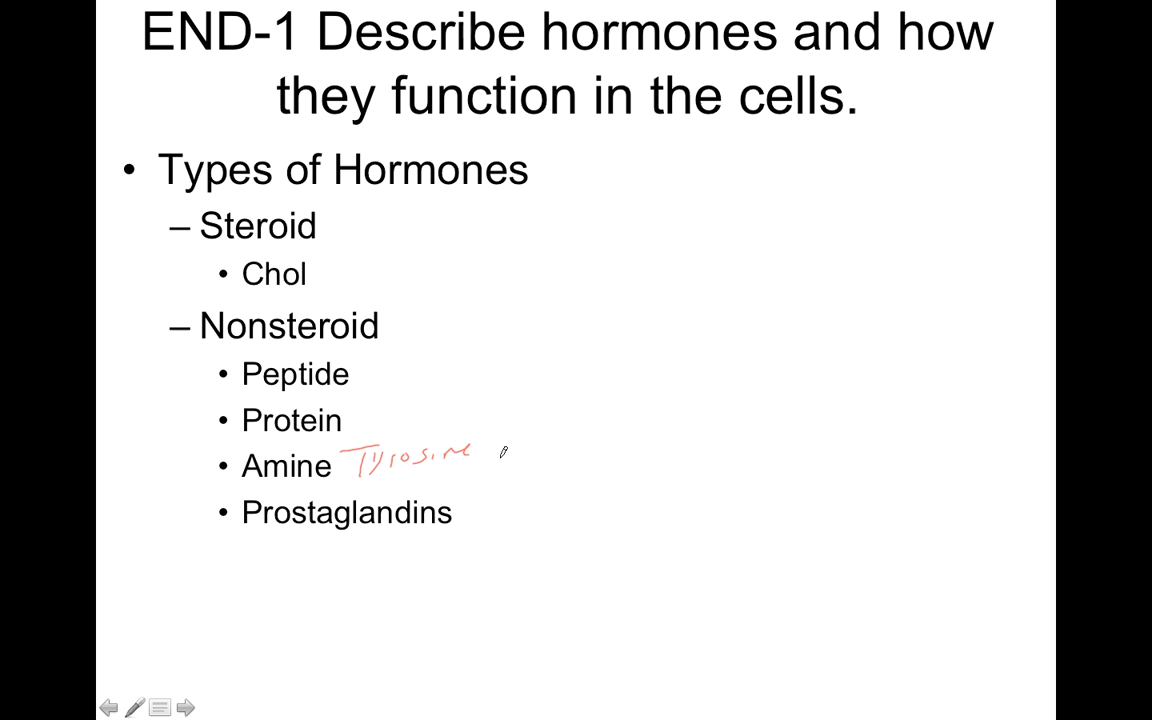 END-1 Describe hormones and how
they function in the cells.
• Types of Hormones
– Steroid
• Chol
– Nonsteroid
• Peptide
• Protein
• Amine Tyrosine
• Prostaglandins